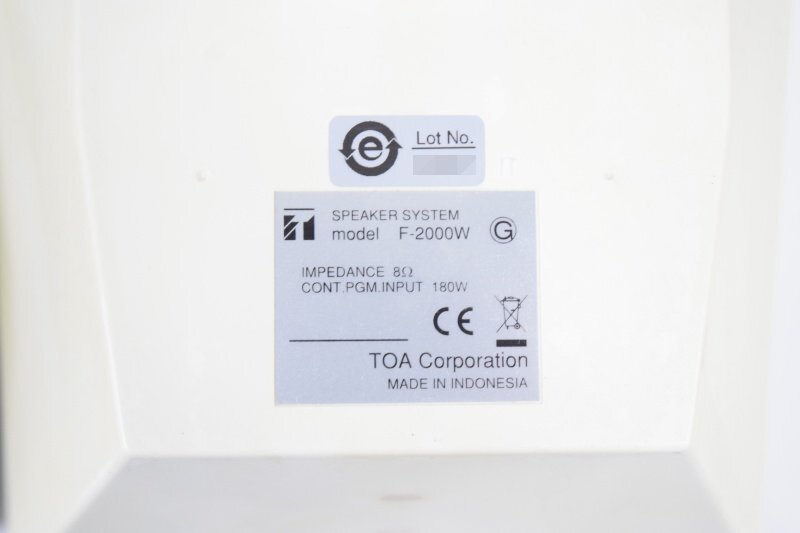 e
Lot No.
SPEAKER SYSTEM
model F-2000W G
IMPEDANCE 8Ω
CONT.PGM.INPUT 180W
CE
TOA Corporation
MADE IN INDONESIA